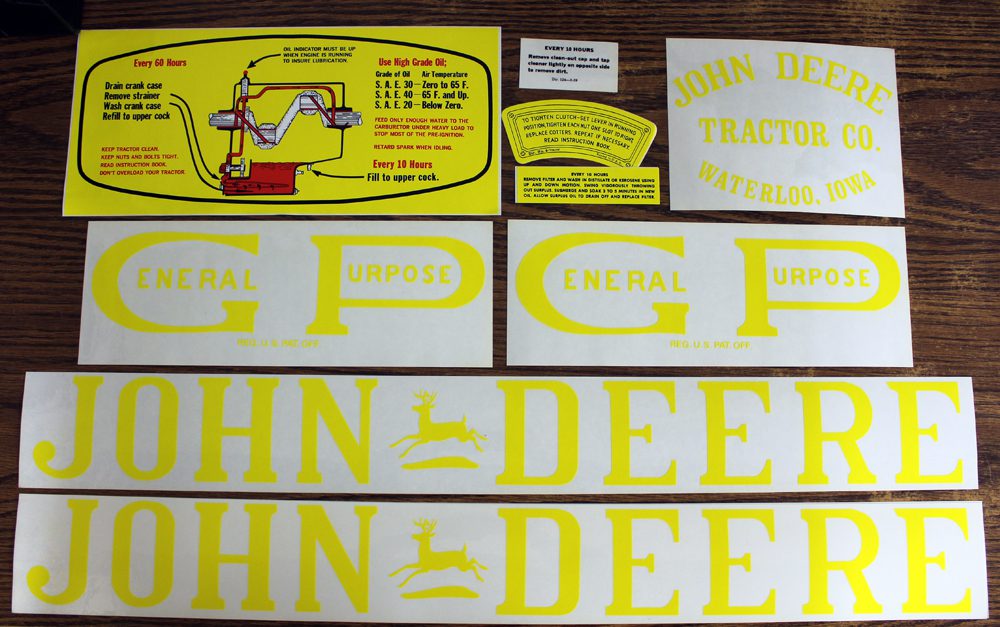 OIL INDICATOR MUST BE UP
WHEN ENGINE IS RUNNING
TO INSURE LUBRICATION.
Every 60 Hours
Drain crank case
Remove strainer
Wash crank case
Refill to upper cock
KEEP TRACTOR CLEAN.
KEEP NUTS AND BOLTS TIGHT.
READ INSTRUCTION BOOK.
DON'T OVERLOAD YOUR TRACTOR.
Use High Grade Oil;
Grade of Oil Air Temperature
S. A. E. 30—Zero to 65 F.
S. A. E. 40—65 F. and Up.
S. A. E. 20—Below Zero.
FEED ONLY ENOUGH WATER TO THE
CARBURETOR UNDER HEAVY LOAD TO
STOP MOST OF THE PRE-IGNITION.
RETARD SPARK WHEN IDLING.
Every 10 Hours
Fill to upper cock.
EVERY 10 HOURS
Remove clean-out cap and tap
cleaner lightly on opposite side
to remove dirt.
TO TIGHTEN CLUTCH-SET LEVER IN RUNNING
POSITION, TIGHTEN EACH NUT ONE SLOT TO RIGHT.
REPLACE COTTERS. REPEAT IF NECESSARY.
READ INSTRUCTION BOOK.
EVERY 10 HOURS
REMOVE FILTER AND WASH IN DISTILLATE OR KEROSENE USING
UP AND DOWN MOTION. SWING VIGOROUSLY THROWING
OUT SURPLUS. SUBMERGE AND SOAK 2 TO 5 MINUTES IN NEW
OIL. ALLOW SURPLUS OIL TO DRAIN OFF AND REPLACE FILTER.
JOHN DEERE
TRACTOR CO.
WATERLOO, IOWA
GENERAL PURPOSE
REG. U.S. PAT. OFF.
GENERAL PURPOSE
REG. U.S. PAT. OFF.
JOHN DEERE
JOHN DEERE